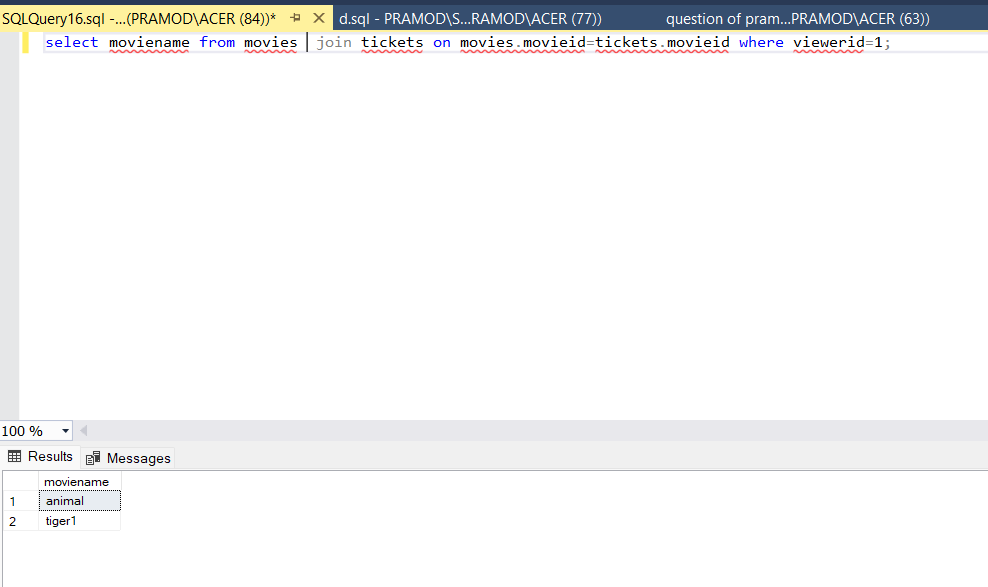 SQLQuery16.sql -...(PRAMOD\ACER (84))* d.sql - PRAMOD\S...RAMOD\ACER (77)) question of pram...PRAMOD\ACER (63))
select moviename from movies join tickets on movies.movieid=tickets.movieid where viewerid=1;
100 %
Results Messages
moviename
1 animal
2 tiger1